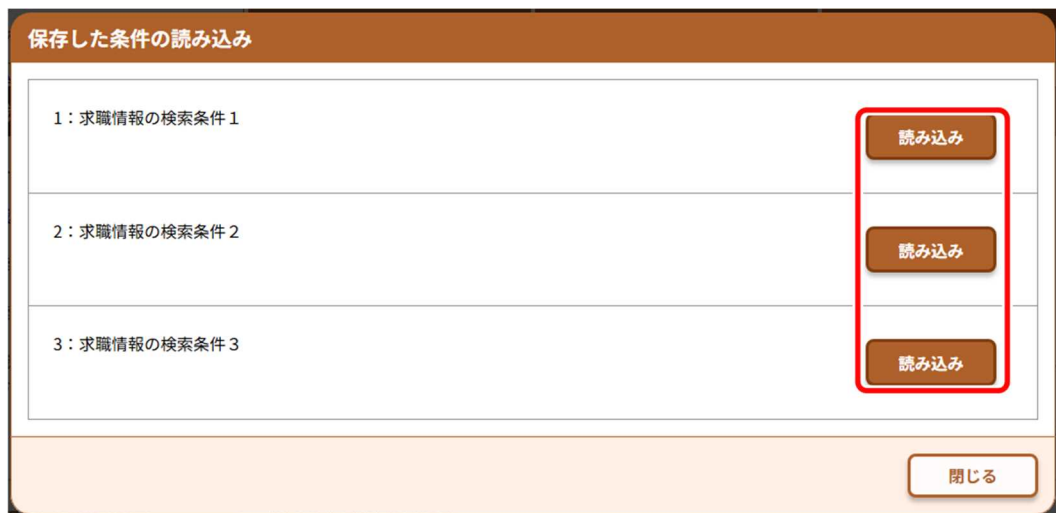 保存した条件の読み込み
1：求職情報の検索条件１
読み込み
2：求職情報の検索条件２
読み込み
3：求職情報の検索条件３
読み込み
閉じる